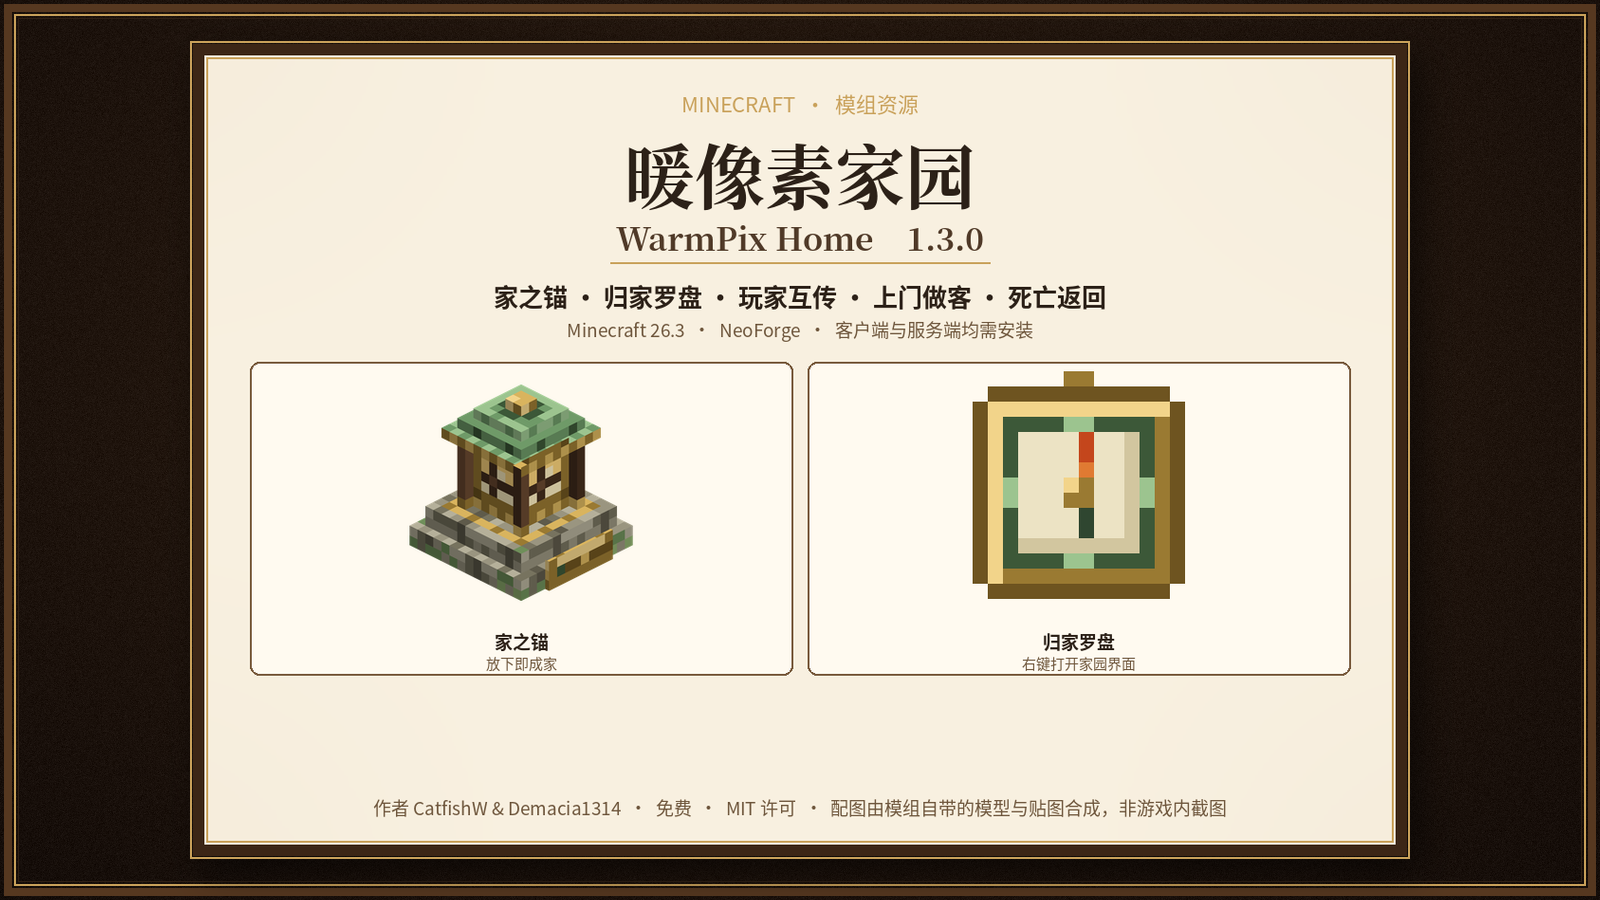 MINECRAFT • 模组资源
暖像素家园
WarmPix Home 1.3.0
家之锚 • 归家罗盘 • 玩家互传 • 上门做客 • 死亡返回
Minecraft 26.3 • NeoForge • 客户端与服务端均需安装
家之锚
放下即成家
归家罗盘
右键打开家园界面
作者 CatfishW & Demacia1314 • 免费 • MIT 许可 • 配图由模组自带的模型与贴图合成，非游戏内截图